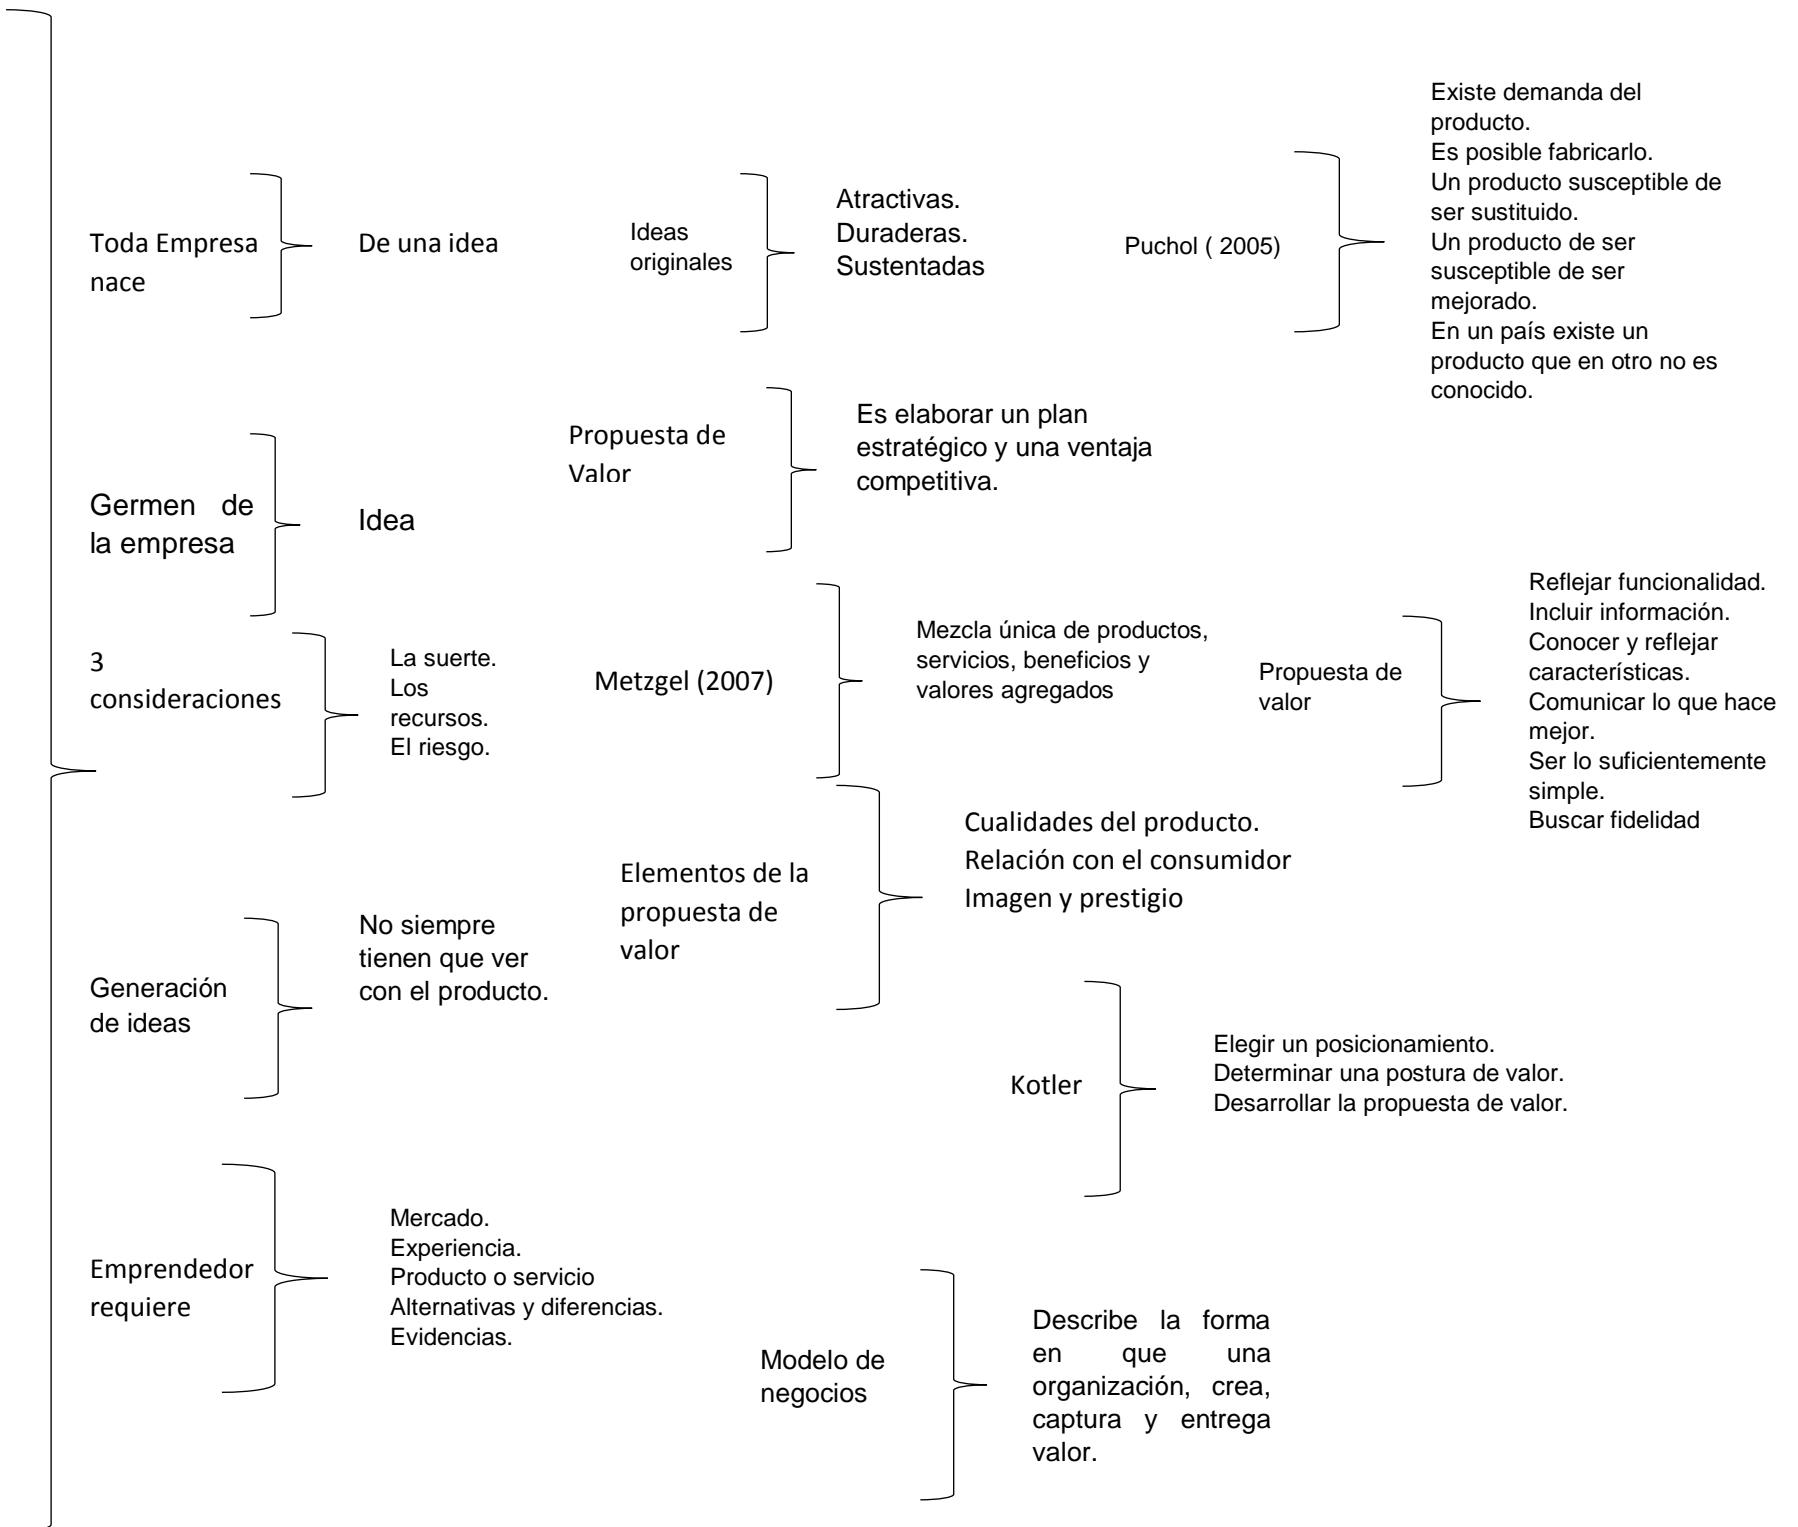 Toda Empresa
nace
De una idea
Ideas
originales
Atractivas.
Duraderas.
Sustentadas
Puchol ( 2005)
Existe demanda del
producto.
Es posible fabricarlo.
Un producto susceptible de
ser sustituido.
Un producto de ser
susceptible de ser
mejorado.
En un país existe un
producto que en otro no es
conocido.
Germen de
la empresa
Idea
Propuesta de
Valor
Es elaborar un plan
estratégico y una ventaja
competitiva.
3
consideraciones
La suerte.
Los
recursos.
El riesgo.
Metzgel (2007)
Mezcla única de productos,
servicios, beneficios y
valores agregados
Propuesta de
valor
Reflejar funcionalidad.
Incluir información.
Conocer y reflejar
características.
Comunicar lo que hace
mejor.
Ser lo suficientemente
simple.
Buscar fidelidad
Generación
de ideas
No siempre
tienen que ver
con el producto.
Elementos de la
propuesta de
valor
Cualidades del producto.
Relación con el consumidor
Imagen y prestigio
Kotler
Elegir un posicionamiento.
Determinar una postura de valor.
Desarrollar la propuesta de valor.
Emprendedor
requiere
Mercado.
Experiencia.
Producto o servicio
Alternativas y diferencias.
Evidencias.
Modelo de
negocios
Describe la forma
en que una
organización, crea,
captura y entrega
valor.